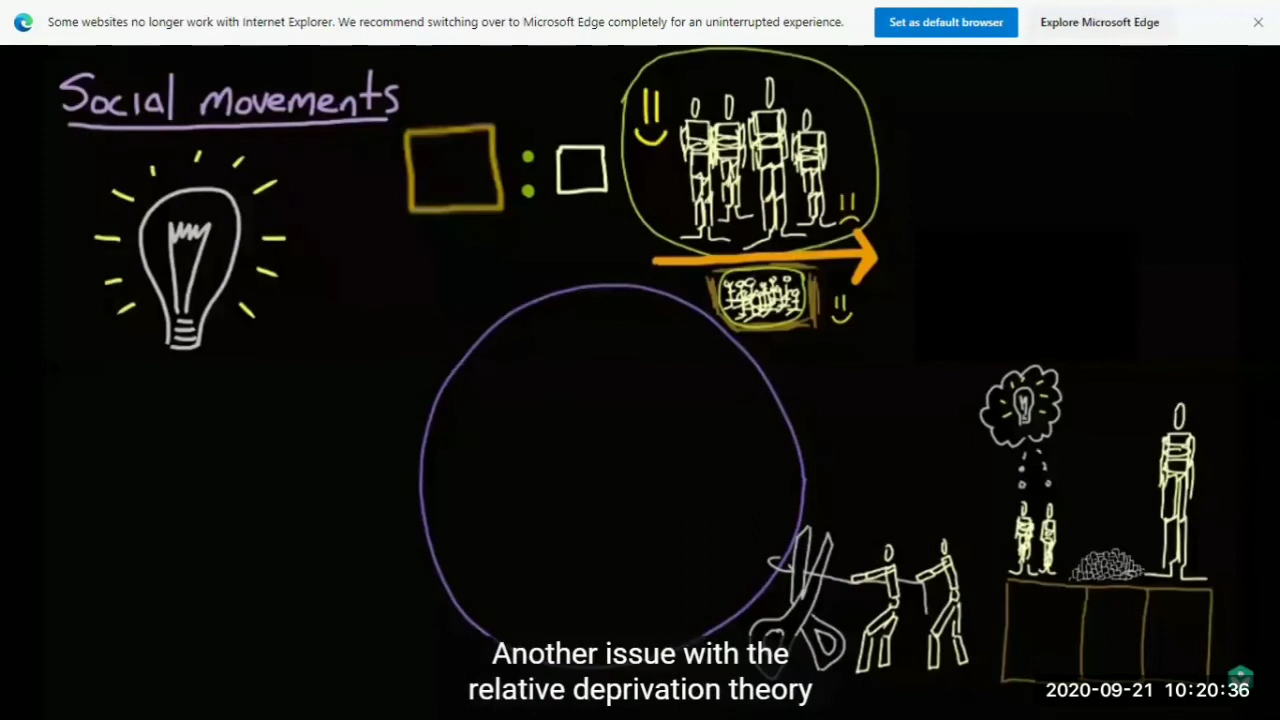 Some websites no longer work with Internet Explorer. We recommend switching over to Microsoft Edge completely for an uninterrupted experience.
Set as default browser
Explore Microsoft Edge
Social movements
Another issue with the
relative deprivation theory
2020-09-21 10:20:36